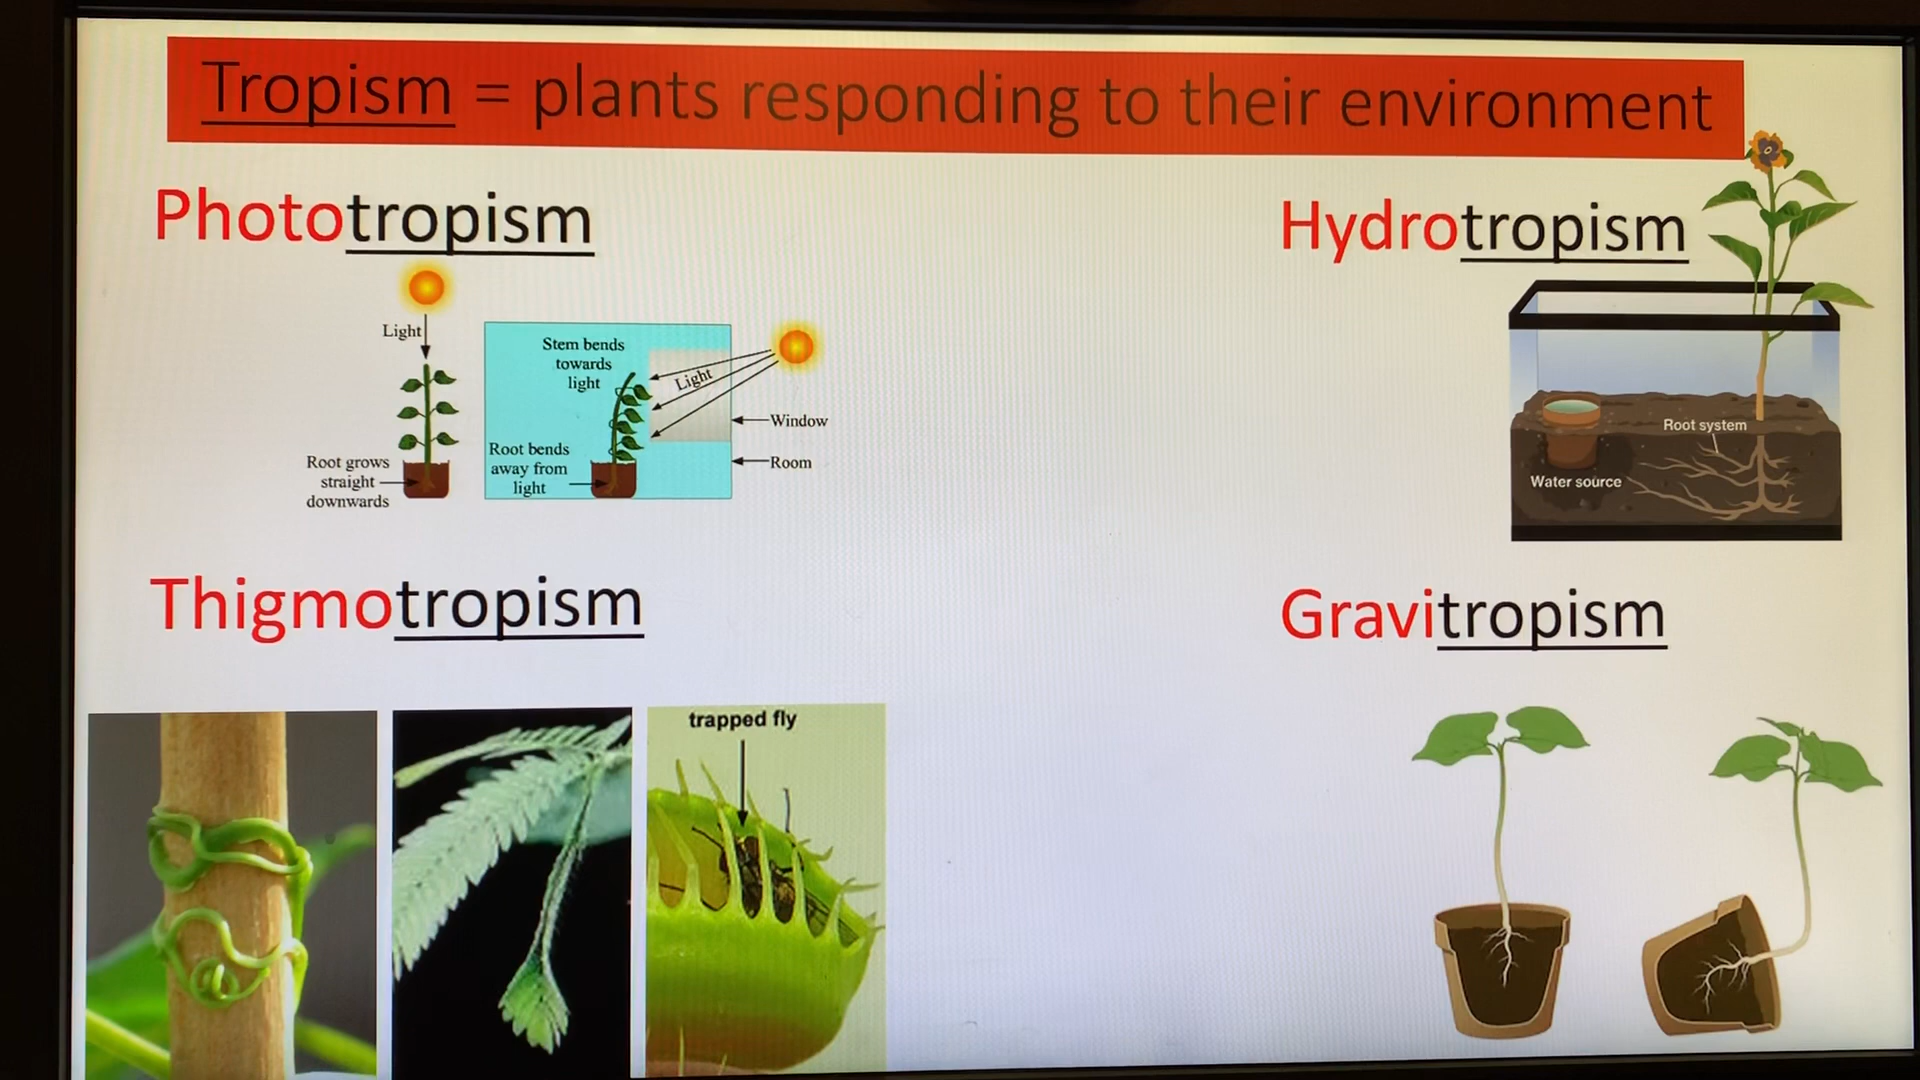 Tropism = plants responding to their environment
Phototropism
Light
Root grows
straight
downwards
Stem bends
towards
light
Light
Root bends
away from
light
Window
Room
Hydrotropism
Root system
Water source
Thigmotropism
trapped fly
Gravitropism